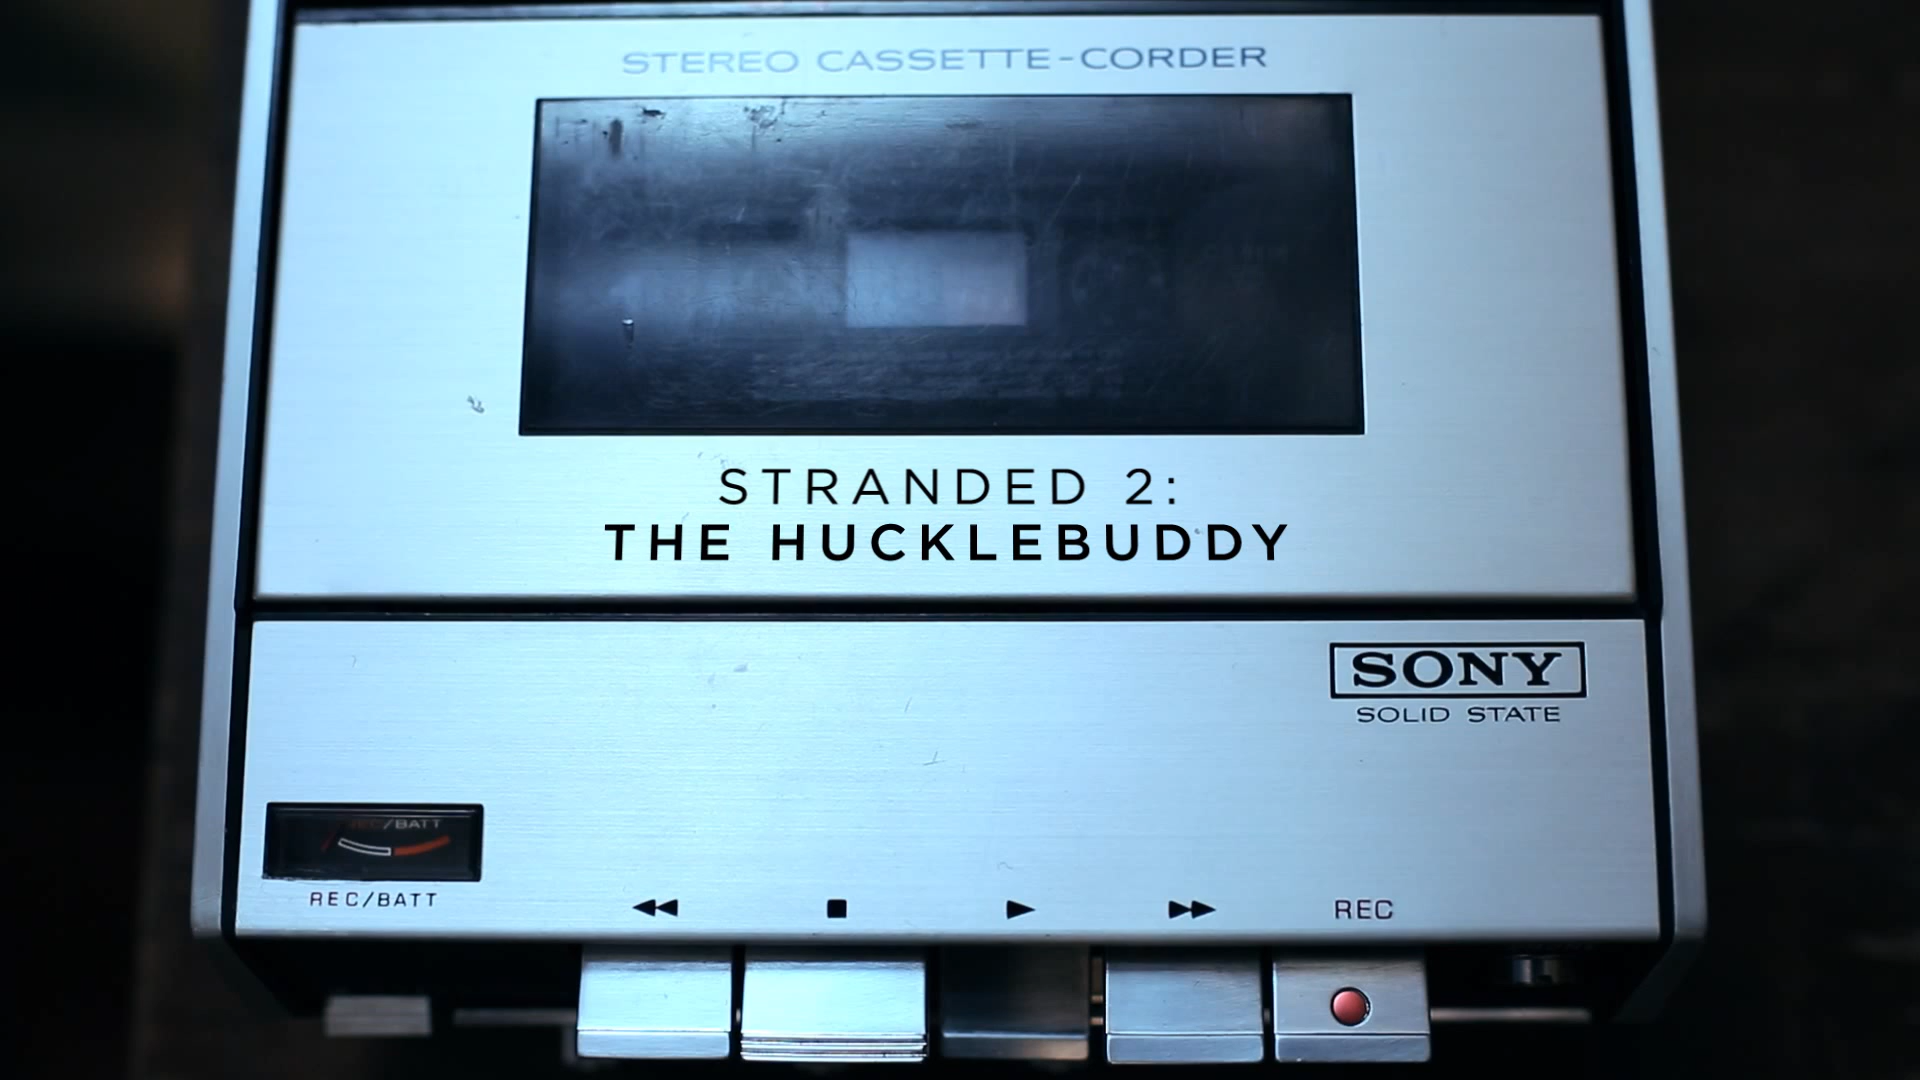 STEREO CASSETTE-CORDER
STRANDED 2:
THE HUCKLEBUDDY
SONY
SOLID STATE
REC/BATT
REC/BATT
REC